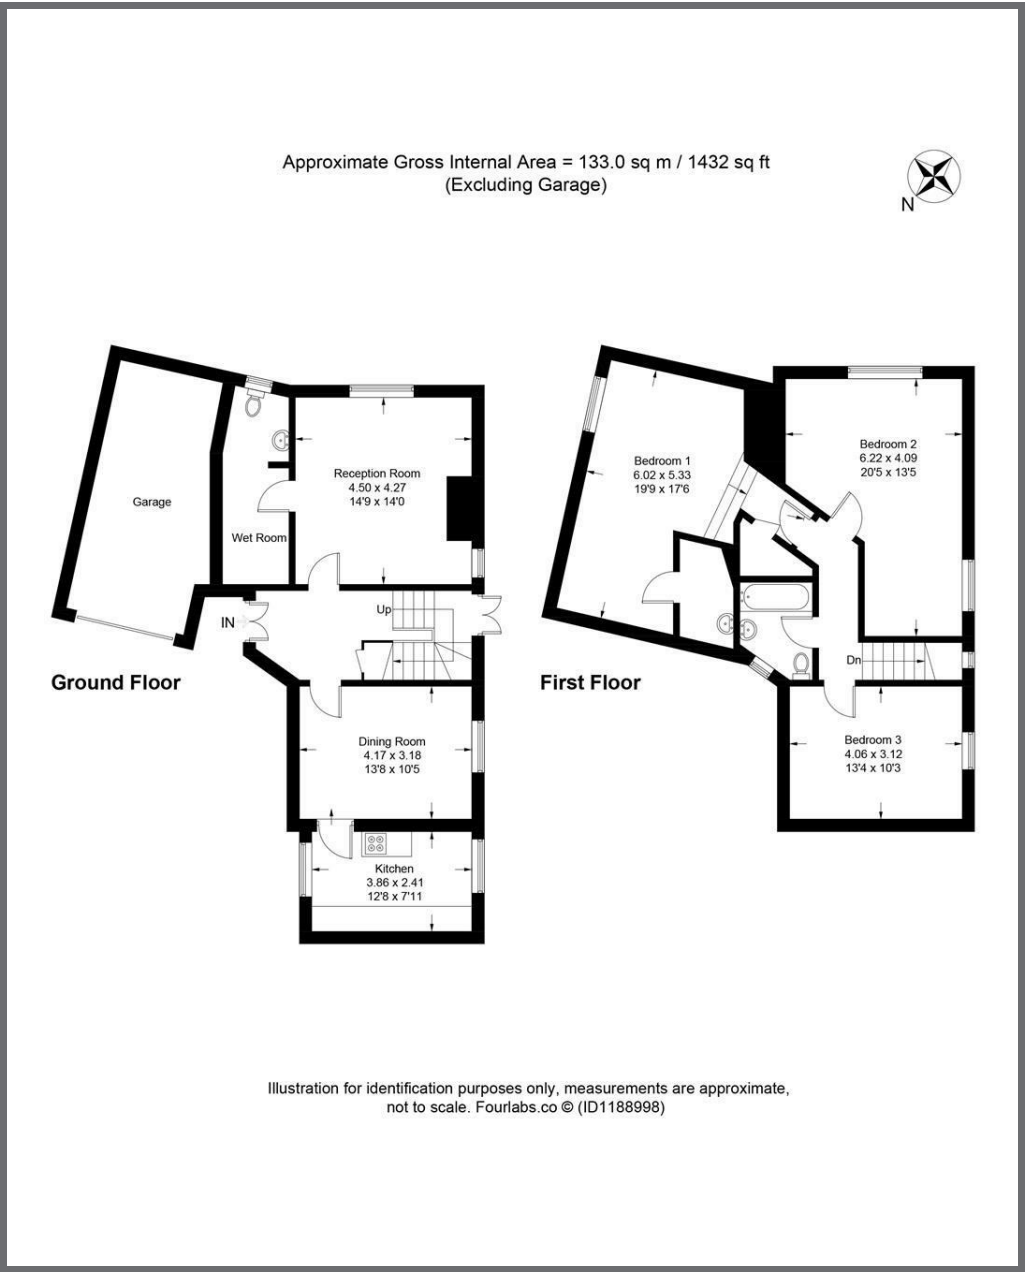 Approximate Gross Internal Area = 133.0 sq m / 1432 sq ft
(Excluding Garage)
N
Garage
Wet Room
Reception Room
4.50 x 4.27
14'9 x 14'0
IN
Up
Dining Room
4.17 x 3.18
13'8 x 10'5
Kitchen
3.86 x 2.41
12'8 x 7'11
Ground Floor
Bedroom 1
6.02 x 5.33
19'9 x 17'6
Bedroom 2
6.22 x 4.09
20'5 x 13'5
Dn
Bedroom 3
4.06 x 3.12
13'4 x 10'3
First Floor
Illustration for identification purposes only, measurements are approximate,
not to scale. Fourlabs.co © (ID1188998)